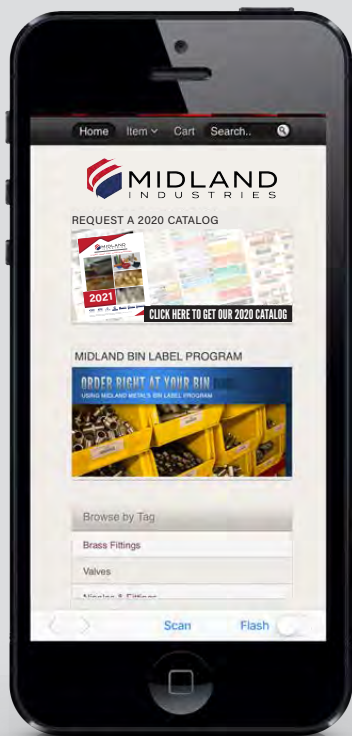 Home Item Cart Search..
MIDLAND
INDUSTRIES
REQUEST A 2020 CATALOG
MIDLAND
2021
CLICK HERE TO GET OUR 2020 CATALOG
MIDLAND BIN LABEL PROGRAM
ORDER RIGHT AT YOUR BIN
USING MIDLAND METAL'S BIN LABEL PROGRAM
Browse by Tag
Brass Fittings
Valves
Nipples & Fittings
Scan Flash